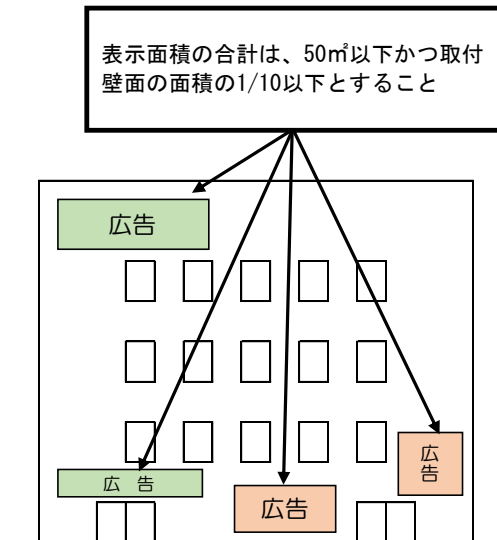 表示面積の合計は、50㎡以下かつ取付
壁面の面積の1/10以下とすること
広告
広告
広 告
広告